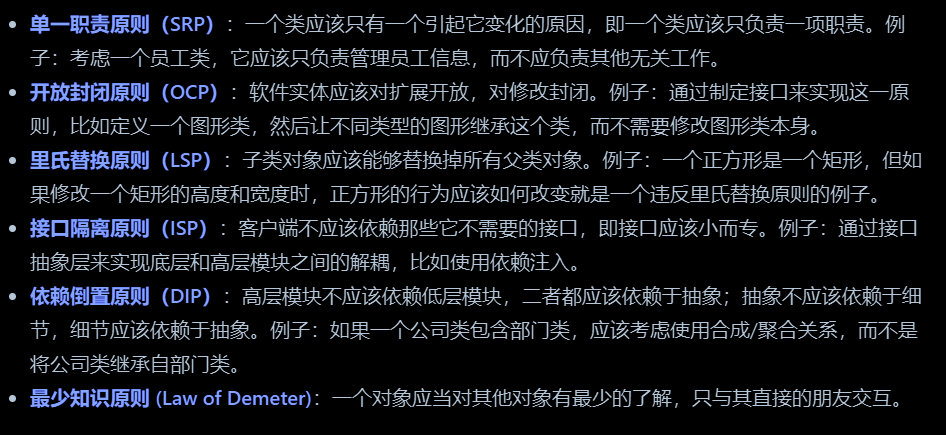 • 单一职责原则（SRP）：一个类应该只有一个引起它变化的原因，即一个类应该只负责一项职责。例
子：考虑一个员工类，它应该只负责管理员工信息，而不应负责其他无关工作。
• 开放封闭原则（OCP）：软件实体应该对扩展开放，对修改封闭。例子：通过制定接口来实现这一原
则，比如定义一个图形类，然后让不同类型的图形继承这个类，而不需要修改图形类本身。
• 里氏替换原则（LSP）：子类对象应该能够替换掉所有父类对象。例子：一个正方形是一个矩形，但如
果修改一个矩形的高度和宽度时，正方形的行为应该如何改变就是一个违反里氏替换原则的例子。
• 接口隔离原则（ISP）：客户端不应该依赖那些它不需要的接口，即接口应该小而专。例子：通过接口
抽象层来实现底层和高层模块之间的解耦，比如使用依赖注入。
• 依赖倒置原则（DIP）：高层模块不应该依赖低层模块，二者都应该依赖于抽象；抽象不应该依赖于细
节，细节应该依赖于抽象。例子：如果一个公司类包含部门类，应该考虑使用合成/聚合关系，而不是
将公司类继承自部门类。
• 最少知识原则 (Law of Demeter)：一个对象应当对其他对象有最少的了解，只与其直接的朋友交互。